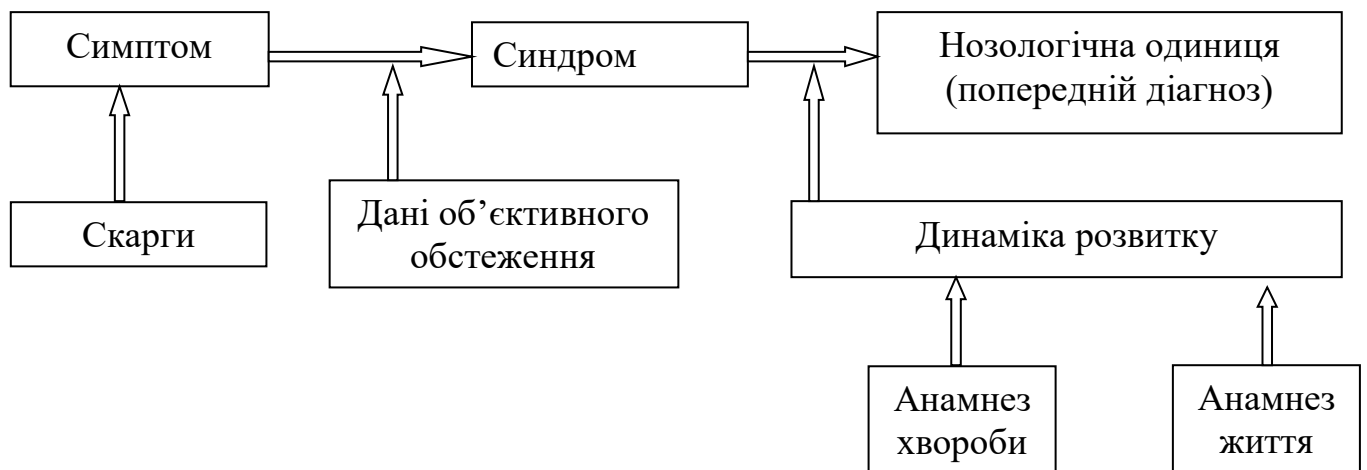 Симптом
Синдром
Нозологічна одиниця
(попередній діагноз)
Скарги
Дані об’єктивного
обстеження
Динаміка розвитку
Анамнез
хвороби
Анамнез
життя